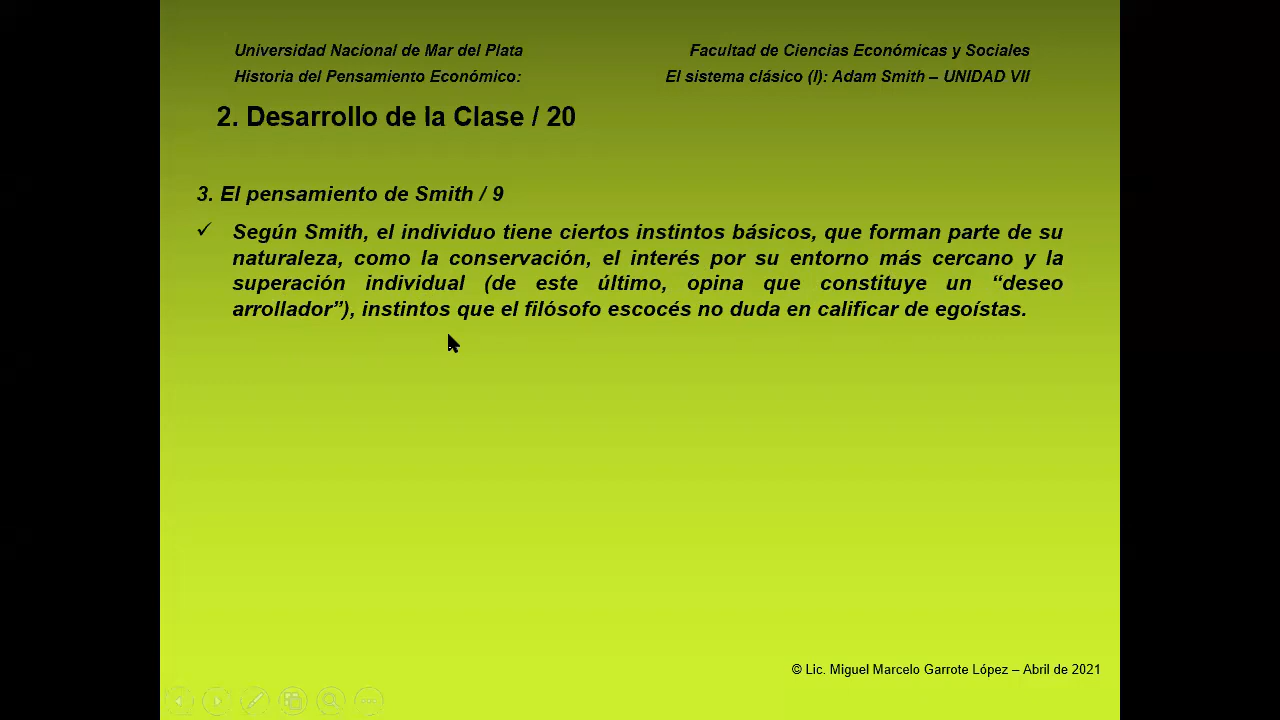 Universidad Nacional de Mar del Plata
Facultad de Ciencias Económicas y Sociales
Historia del Pensamiento Económico:
El sistema clásico (I): Adam Smith – UNIDAD VII
2. Desarrollo de la Clase / 20
3. El pensamiento de Smith / 9
✓ Según Smith, el individuo tiene ciertos instintos básicos, que forman parte de su
naturaleza, como la conservación, el interés por su entorno más cercano y la
superación individual (de este último, opina que constituye un “deseo
arrollador”), instintos que el filósofo escocés no duda en calificar de egoístas.
© Lic. Miguel Marcelo Garrote López – Abril de 2021